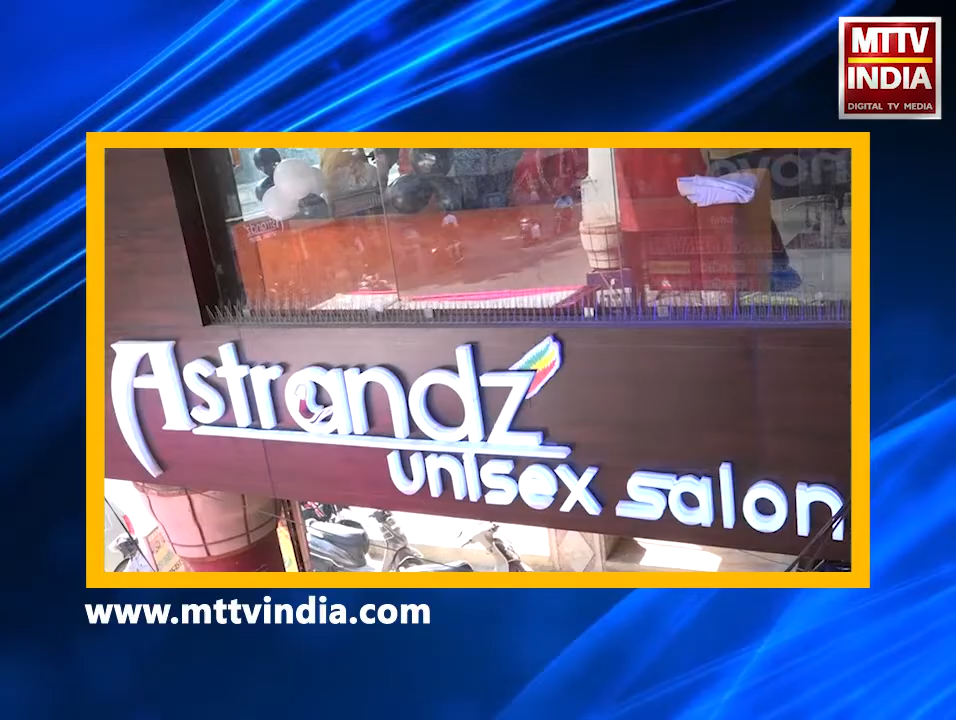 MTTV
INDIA
DIGITAL TV MEDIA
Astrandz
unisex salon
www.mttvindia.com